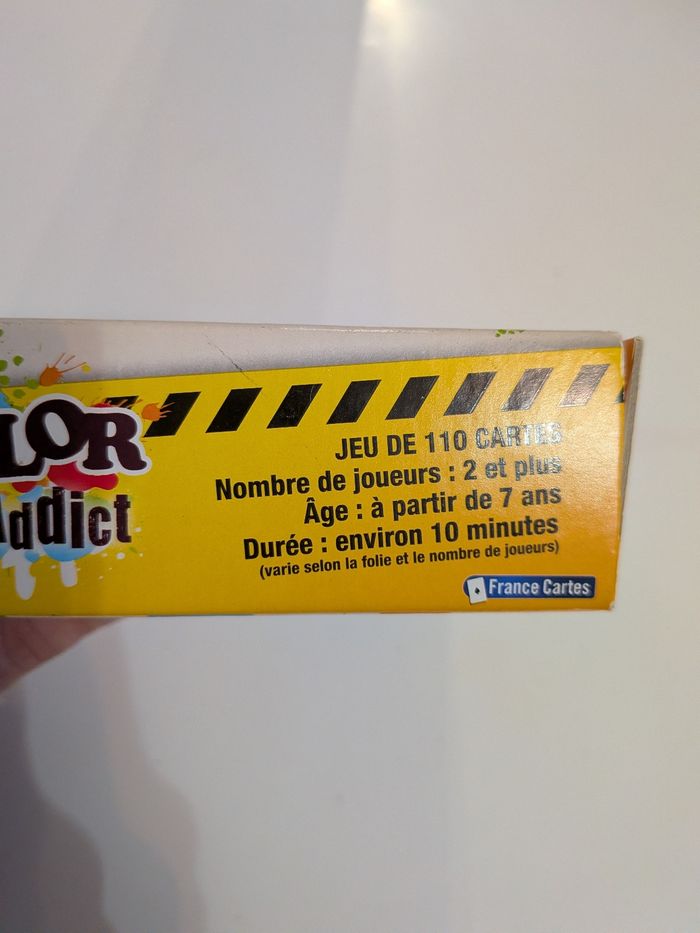 LOR
Addict
JEU DE 110 CARTES
Nombre de joueurs : 2 et plus
Âge : à partir de 7 ans
Durée : environ 10 minutes
(varie selon la folie et le nombre de joueurs)
France Cartes